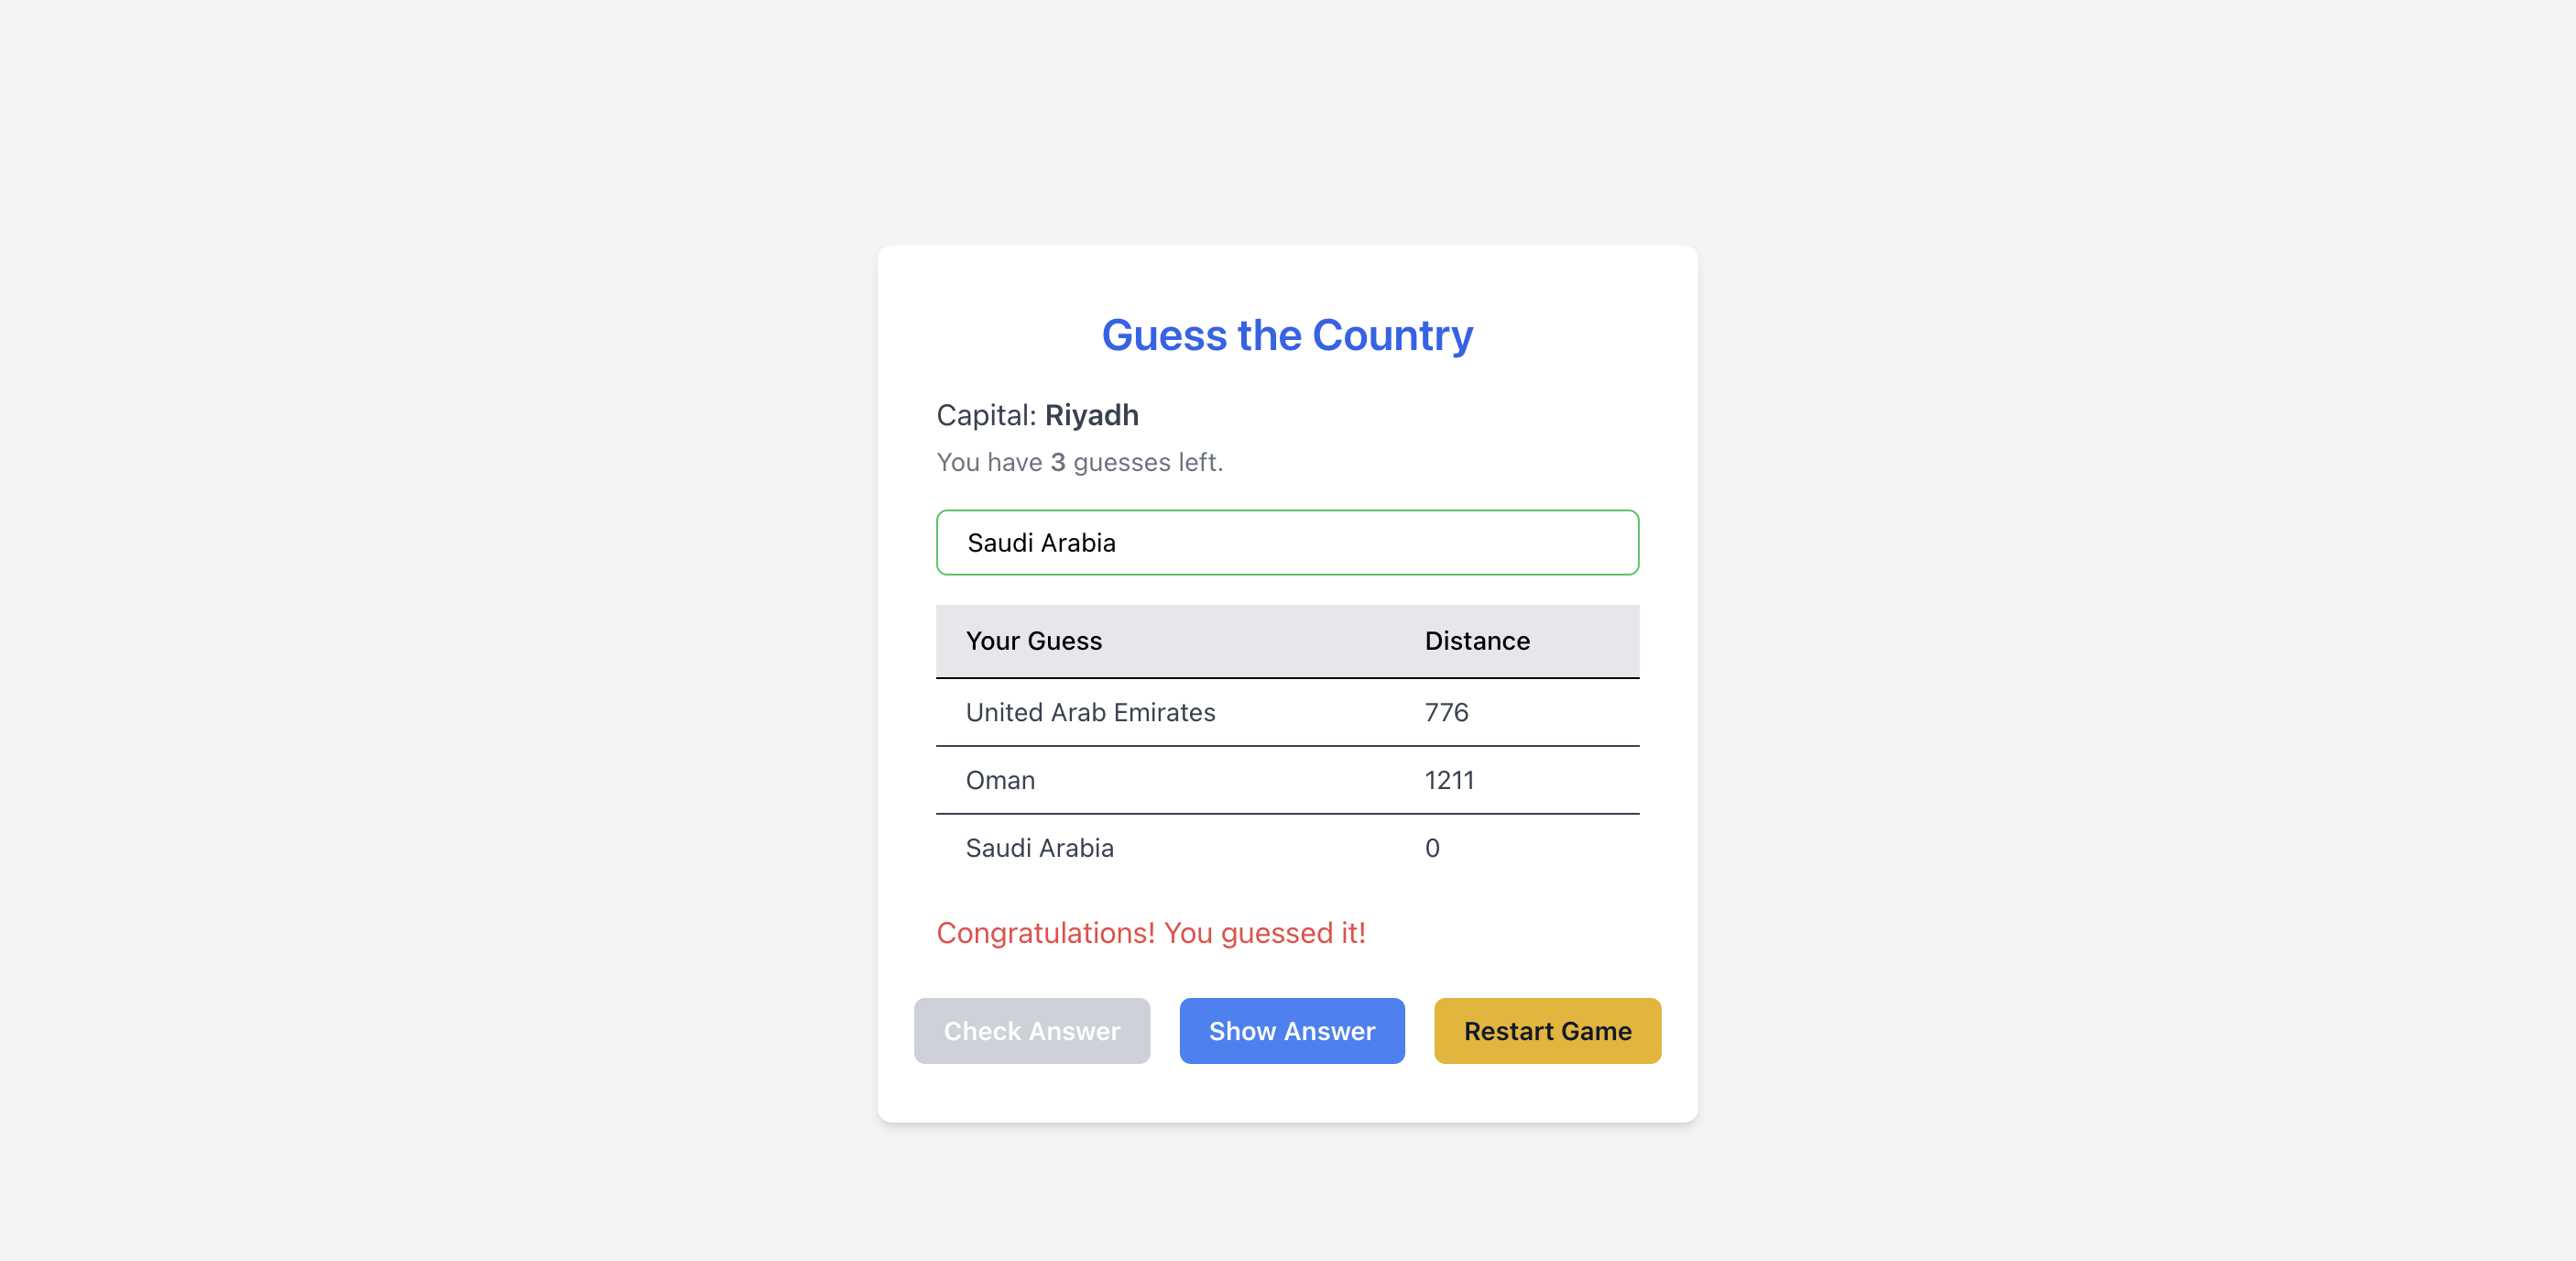 Guess the Country
Capital: Riyadh
You have 3 guesses left.
Saudi Arabia
Your Guess Distance
United Arab Emirates 776
Oman 1211
Saudi Arabia 0
Congratulations! You guessed it!
Check Answer Show Answer Restart Game